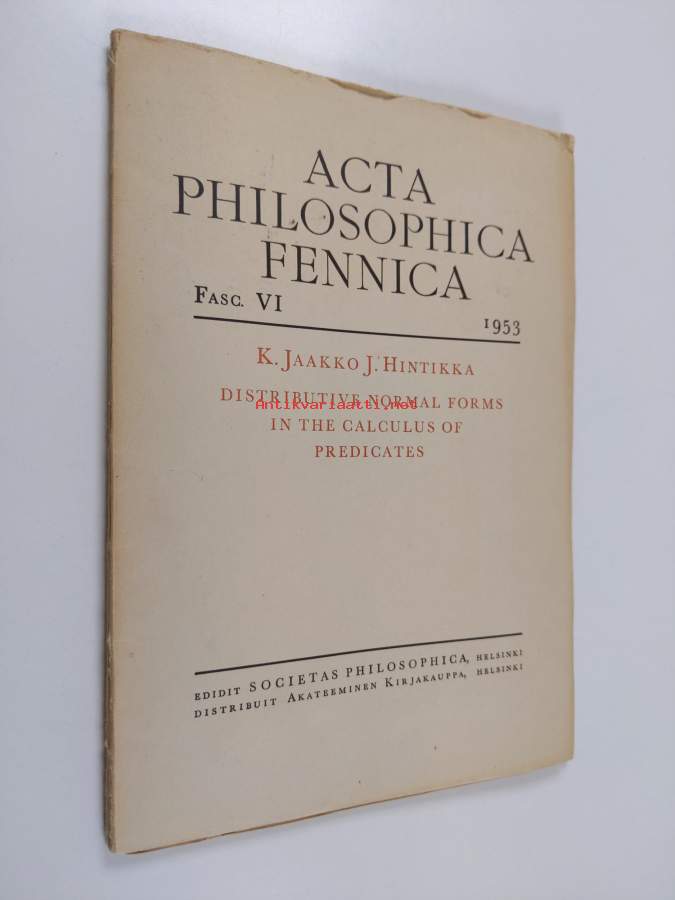 ACTA
PHILOSOPHICA
FENNICA
FASC. VI
1953
K. JAAKKO J. HINTIKKA
DISTRIBUTIVE NORMAL FORMS
Antikvariaatti.net
IN THE CALCULUS OF
PREDICATES
EDIDIT SOCIETAS PHILOSOPHICA, HELSINKI
DISTRIBUIT AKATEEMINEN KIRJAKAUPPA, HELSINKI